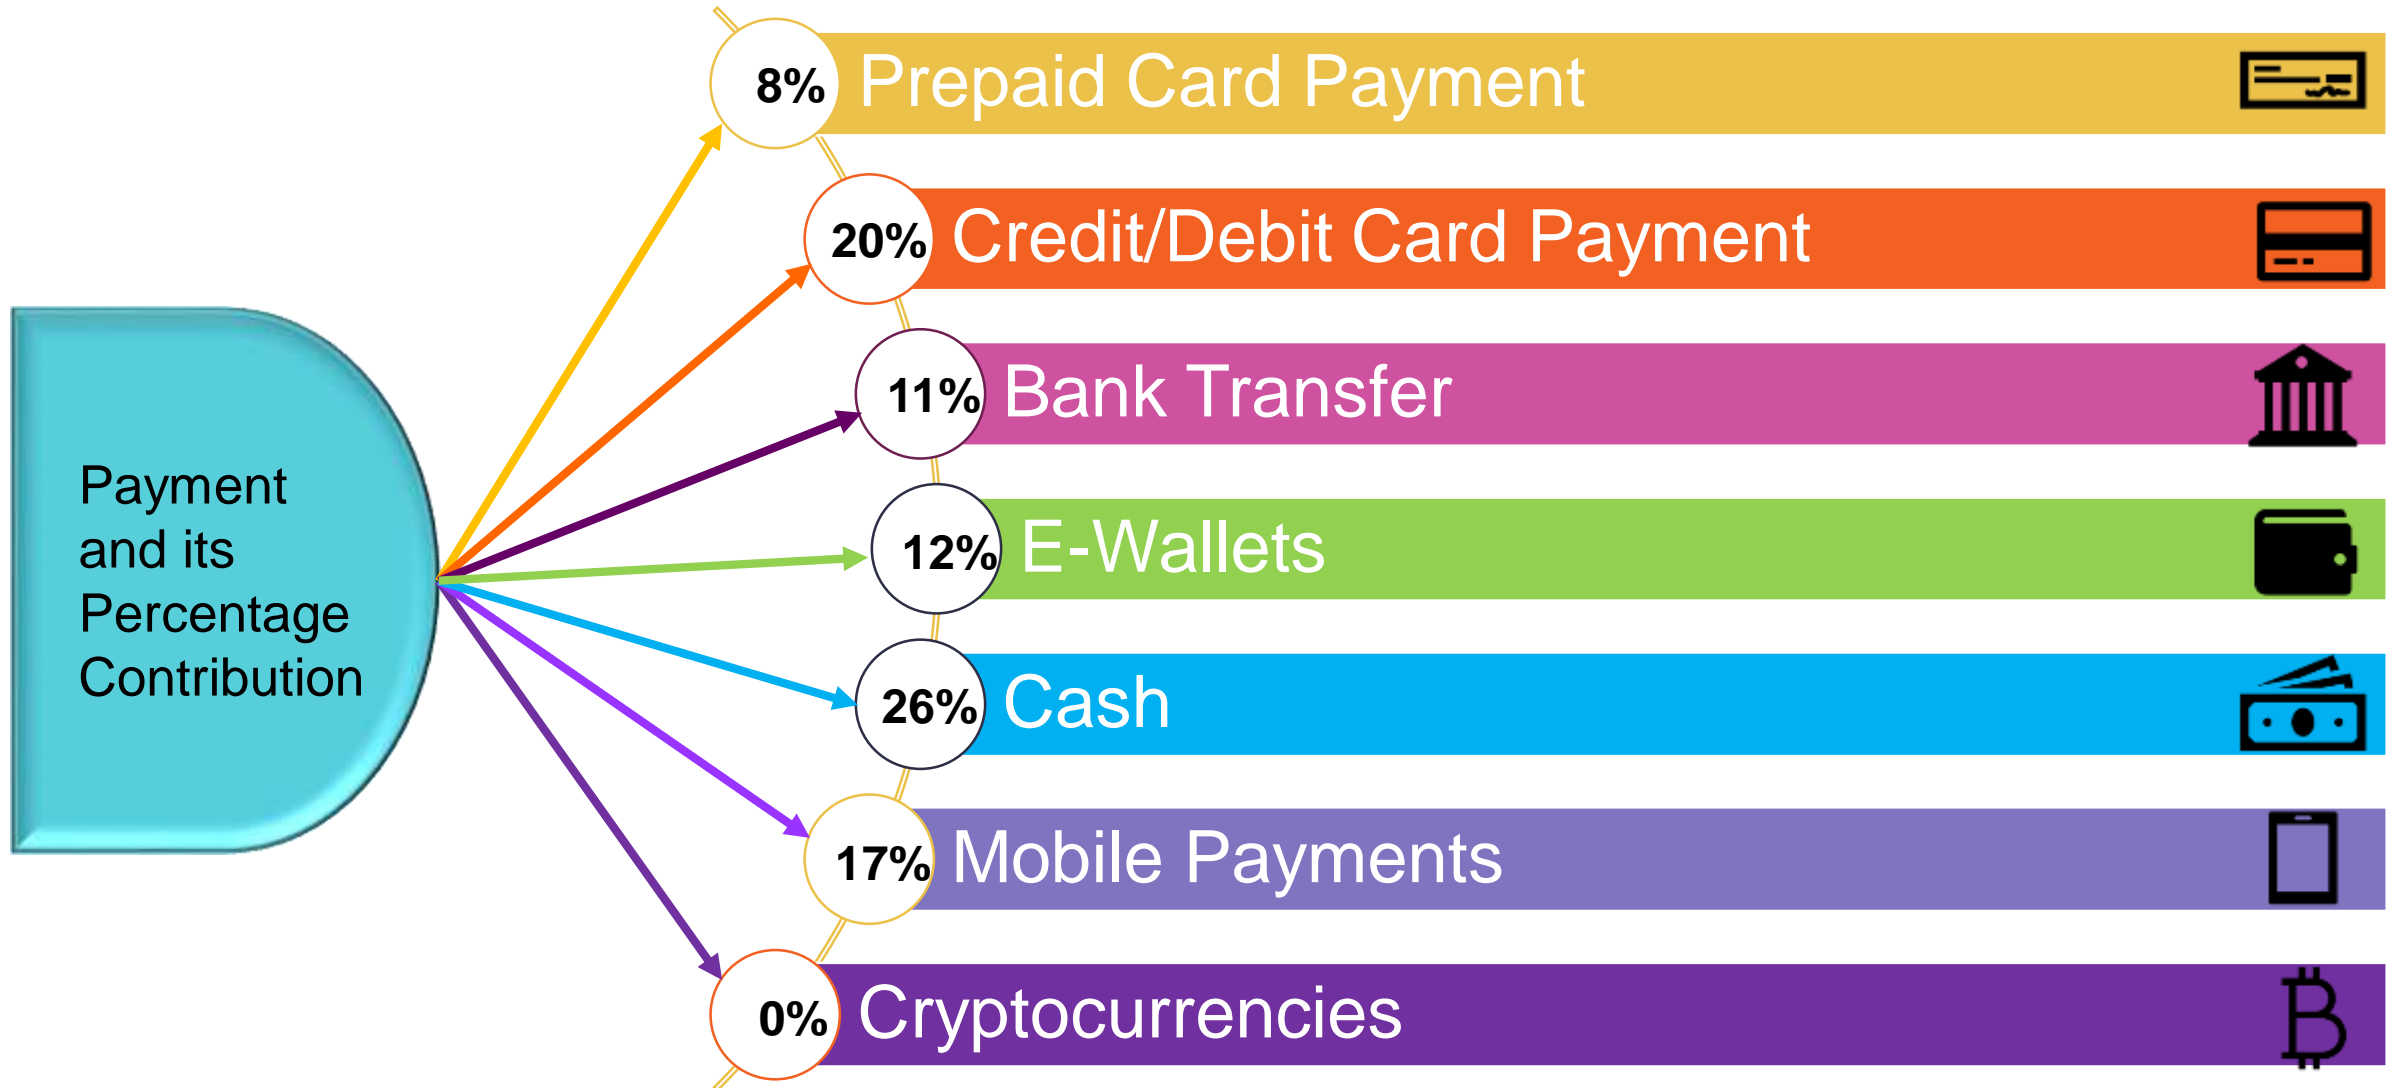 Payment
and its
Percentage
Contribution
8% Prepaid Card Payment
20% Credit/Debit Card Payment
11% Bank Transfer
12% E-Wallets
26% Cash
17% Mobile Payments
0% Cryptocurrencies